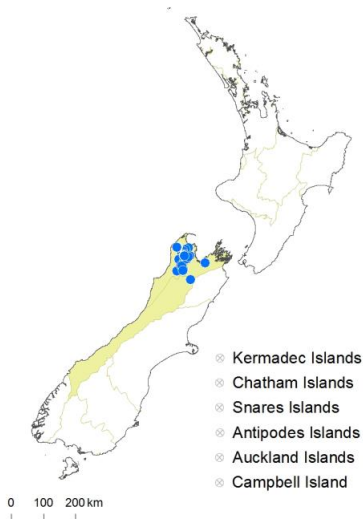 Kermadec Islands
Chatham Islands
Snares Islands
Antipodes Islands
Auckland Islands
Campbell Island
0 100 200 km